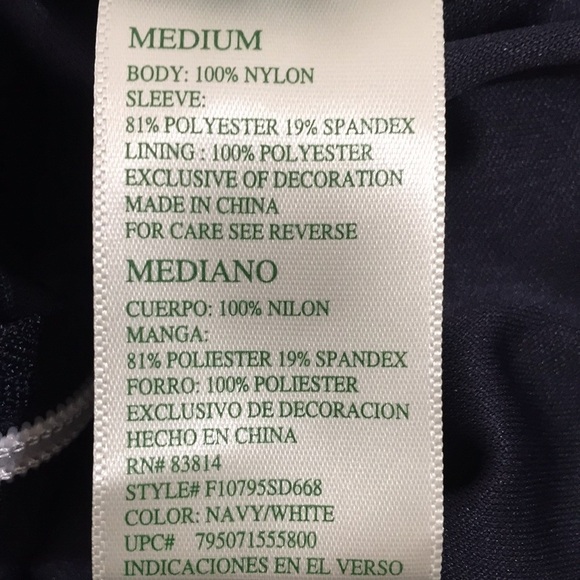 MEDIUM
BODY: 100% NYLON
SLEEVE:
81% POLYESTER 19% SPANDEX
LINING : 100% POLYESTER
EXCLUSIVE OF DECORATION
MADE IN CHINA
FOR CARE SEE REVERSE
MEDIANO
CUERPO: 100% NILON
MANGA:
81% POLIESTER 19% SPANDEX
FORRO: 100% POLIESTER
EXCLUSIVO DE DECORACION
HECHO EN CHINA
RN# 83814
STYLE# F10795SD668
COLOR: NAVY/WHITE
UPC# 795071555800
INDICACIONES EN EL VERSO